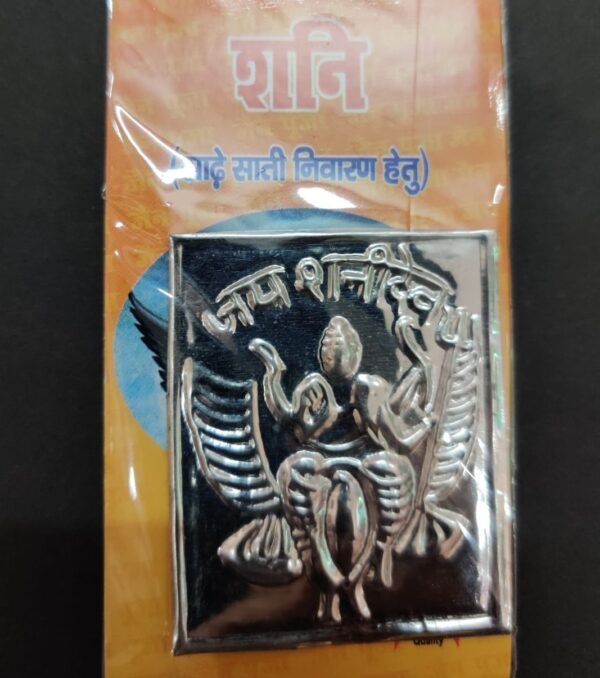 शनि
(साढ़े साती निवारण हेतु)
जय शनीदेव
Quality